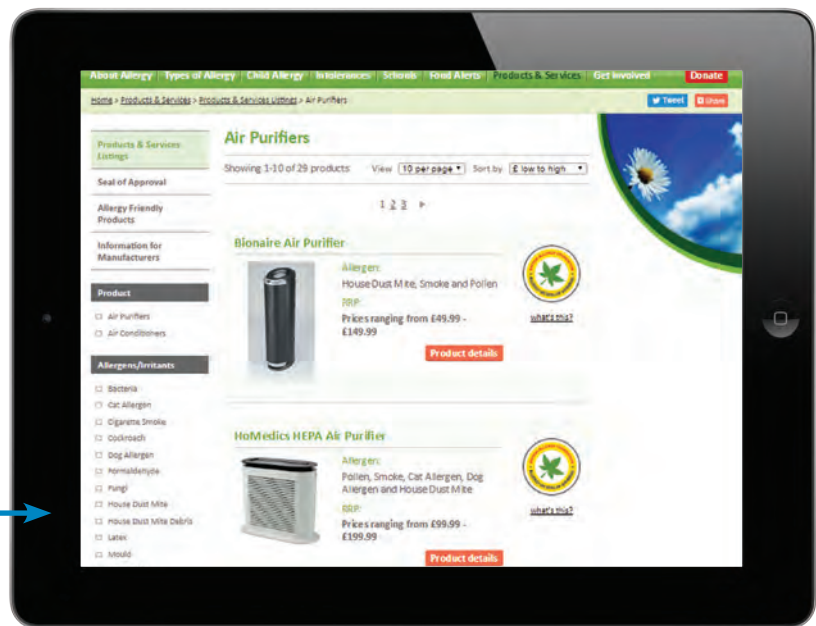 About Allergy Types of Allergy Child Allergy Intolerances Schools Food Alerts Products & Services Get Involved Donate
Home > Products & Services > Products & Services Listings > Air Purifiers
Tweet Share
Products & Services
Listings
Seal of Approval
Allergy Friendly
Products
Information for
Manufacturers
Product
Air Purifiers
Air Conditioners
Allergens/Irritants
Bacteria
Cat Allergen
Cigarette Smoke
Cockroach
Dog Allergen
Formaldehyde
Fungi
House Dust Mite
House Dust Mite Debris
Latex
Mould
Air Purifiers
Showing 1-10 of 29 products View 10 per page Sort by £ low to high
1 2 3
Bionaire Air Purifier
Allergen:
House Dust Mite, Smoke and Pollen
RRP:
Prices ranging from £49.99 -
£149.99
what's this?
Product details
HoMedics HEPA Air Purifier
Allergen:
Pollen, Smoke, Cat Allergen, Dog
Allergen and House Dust Mite
RRP:
Prices ranging from £99.99 -
£199.99
what's this?
Product details